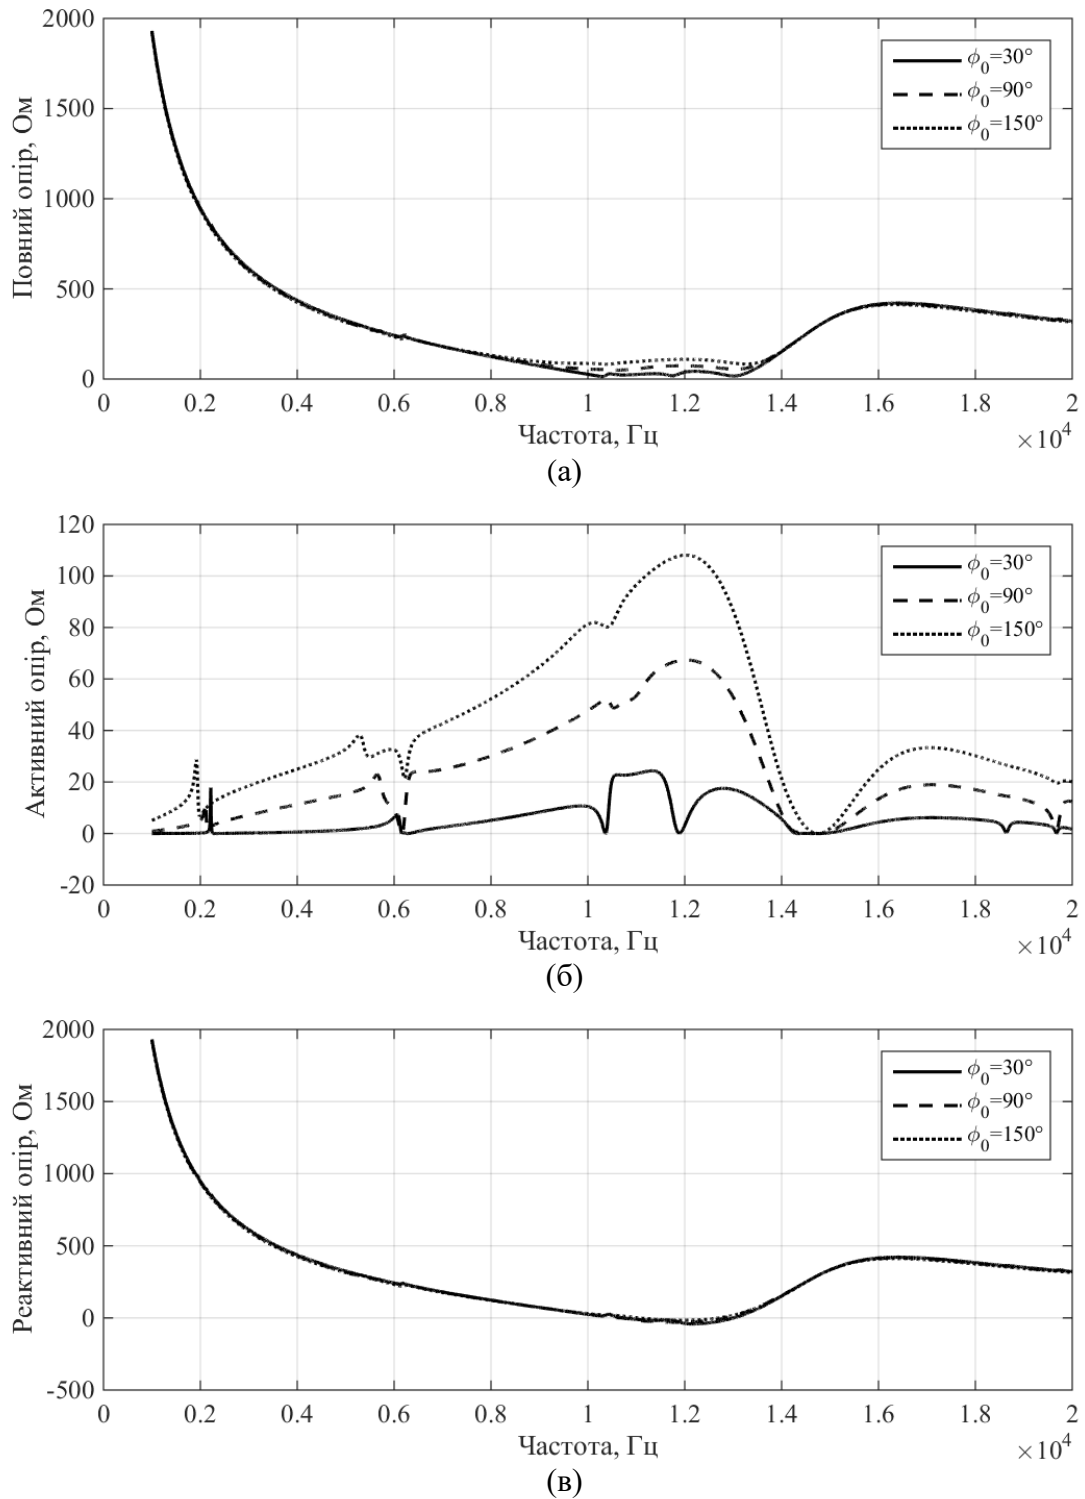 2000
1500
1000
500
0
Повний опір, Ом
ϕ0=30°
ϕ0=90°
ϕ0=150°
0 0.2 0.4 0.6 0.8 1 1.2 1.4 1.6 1.8 2
Частота, Гц
×10^4
(а)
120
100
80
60
40
20
0
-20
Активний опір, Ом
ϕ0=30°
ϕ0=90°
ϕ0=150°
0 0.2 0.4 0.6 0.8 1 1.2 1.4 1.6 1.8 2
Частота, Гц
×10^4
(б)
2000
1500
1000
500
0
-500
Реактивний опір, Ом
ϕ0=30°
ϕ0=90°
ϕ0=150°
0 0.2 0.4 0.6 0.8 1 1.2 1.4 1.6 1.8 2
Частота, Гц
×10^4
(в)